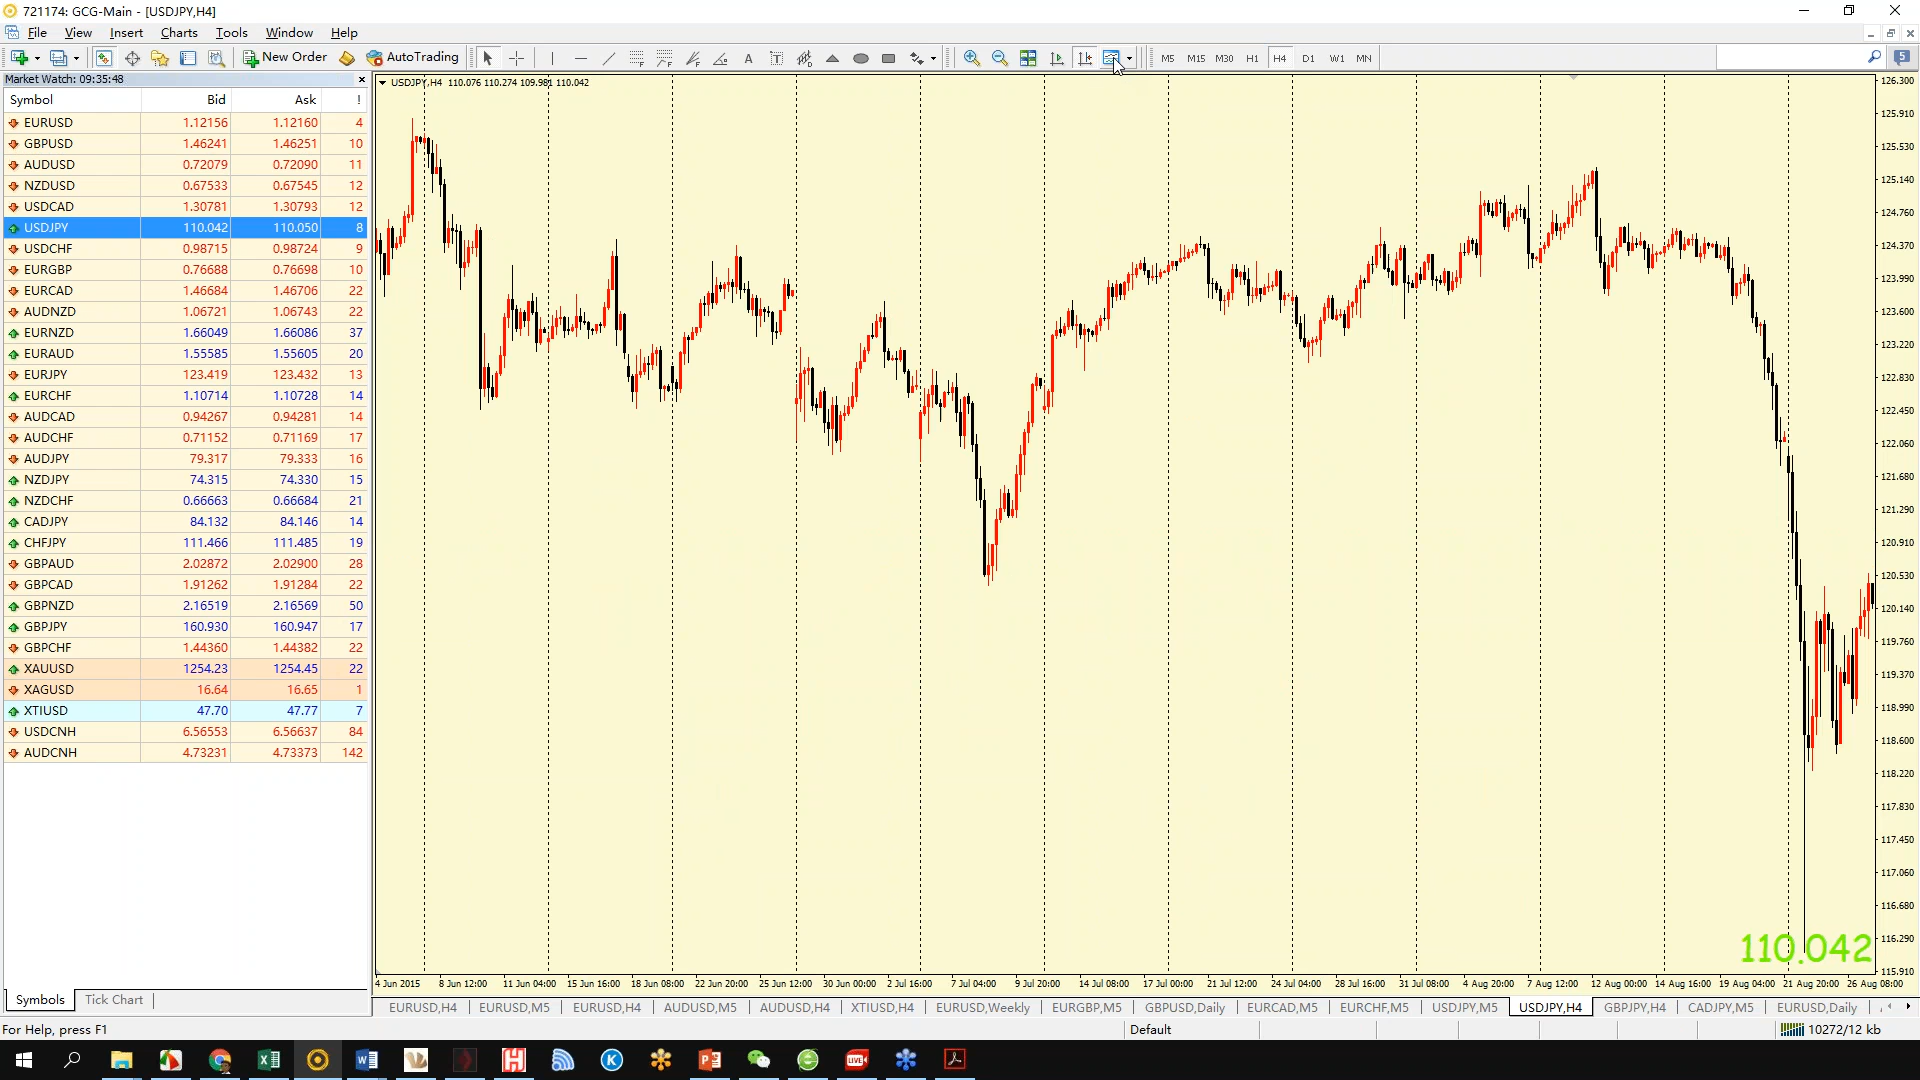 721174: GCG-Main - [USDJPY,H4]
File View Insert Charts Tools Window Help
New Order AutoTrading M5 M15 M30 H1 H4 D1 W1 MN 5
Market Watch: 09:35:48
Symbol Bid Ask !
EURUSD 1.12156 1.12160 4
GBPUSD 1.46241 1.46251 10
AUDUSD 0.72079 0.72090 11
NZDUSD 0.67533 0.67545 12
USDCAD 1.30781 1.30793 12
USDJPY 110.042 110.050 8
USDCHF 0.98715 0.98724 9
EURGBP 0.76688 0.76698 10
EURCAD 1.46684 1.46706 22
AUDNZD 1.06721 1.06743 22
EURNZD 1.66049 1.66086 37
EURAUD 1.55585 1.55605 20
EURJPY 123.419 123.432 13
EURCHF 1.10714 1.10728 14
AUDCAD 0.94267 0.94281 14
AUDCHF 0.71152 0.71169 17
AUDJPY 79.317 79.333 16
NZDJPY 74.315 74.330 15
NZDCHF 0.66663 0.66684 21
CADJPY 84.132 84.146 14
CHFJPY 111.466 111.485 19
GBPAUD 2.02872 2.02900 28
GBPCAD 1.91262 1.91284 22
GBPNZD 2.16519 2.16569 50
GBPJPY 160.930 160.947 17
GBPCHF 1.44360 1.44382 22
XAUUSD 1254.23 1254.45 22
XAGUSD 16.64 16.65 1
XTIUSD 47.70 47.77 7
USDCNH 6.56553 6.56637 84
AUDCNH 4.73231 4.73373 142
Symbols Tick Chart
USDJPY,H4 110.076 110.274 109.981 110.042
126.300
125.910
125.530
125.140
124.760
124.370
123.990
123.600
123.220
122.830
122.450
122.060
121.680
121.290
120.910
120.530
120.140
119.760
119.370
118.990
118.600
118.220
117.830
117.450
117.060
116.680
116.290
115.910
110.042
4 Jun 2015 8 Jun 12:00 11 Jun 04:00 15 Jun 16:00 18 Jun 12:00 22 Jun 20:00 25 Jun 12:00 30 Jun 00:00 2 Jul 16:00 7 Jul 04:00 9 Jul 20:00 14 Jul 08:00 17 Jul 00:00 21 Jul 12:00 24 Jul 04:00 28 Jul 16:00 31 Jul 08:00 4 Aug 20:00 7 Aug 12:00 12 Aug 00:00 14 Aug 16:00 19 Aug 04:00 21 Aug 20:00 26 Aug 08:00
EURUSD,H4 EURUSD,M5 EURUSD,H4 AUDUSD,M5 AUDUSD,H4 XTIUSD,H4 EURUSD,Weekly EURGBP,M5 GBPUSD,Daily EURCAD,M5 EURCHF,M5 USDJPY,M5 USDJPY,H4 GBPJPY,H4 CADJPY,M5 EURUSD,Daily
For Help, press F1 Default 10272/12 kb